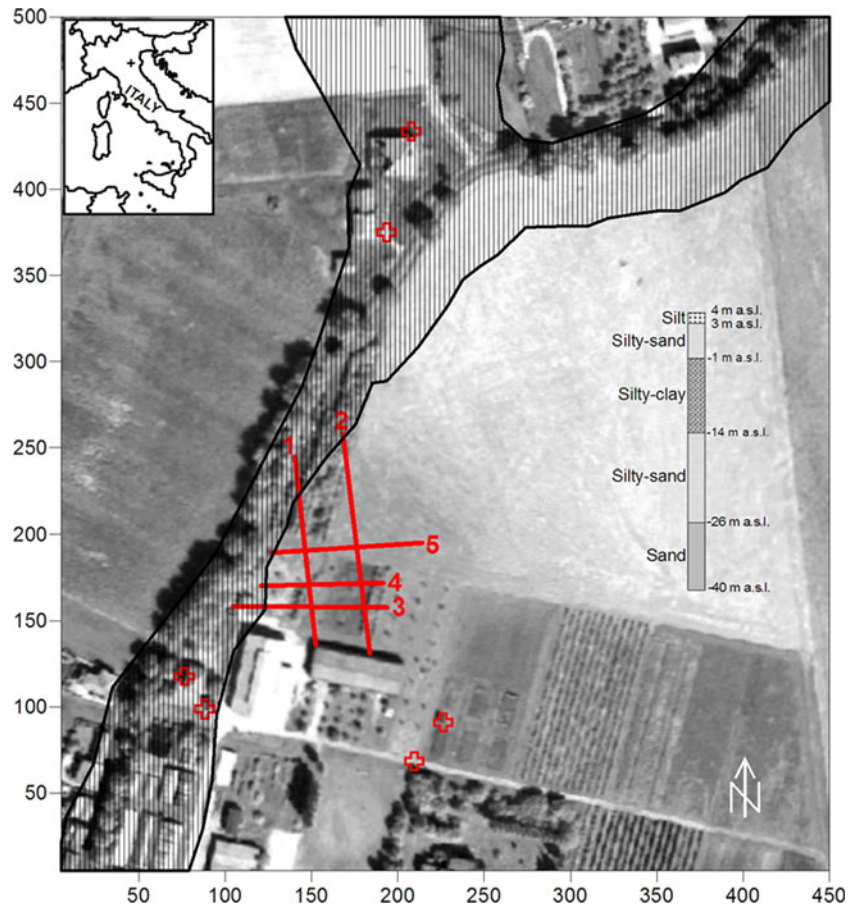 500
450
400
350
300
250
200
150
100
50
50 100 150 200 250 300 350 400 450
ITALY
1
2
5
4
3
Silt
Silty-sand
Silty-clay
Silty-sand
Sand
4 m a.s.l.
3 m a.s.l.
-1 m a.s.l.
-14 m a.s.l.
-26 m a.s.l.
-40 m a.s.l.
N